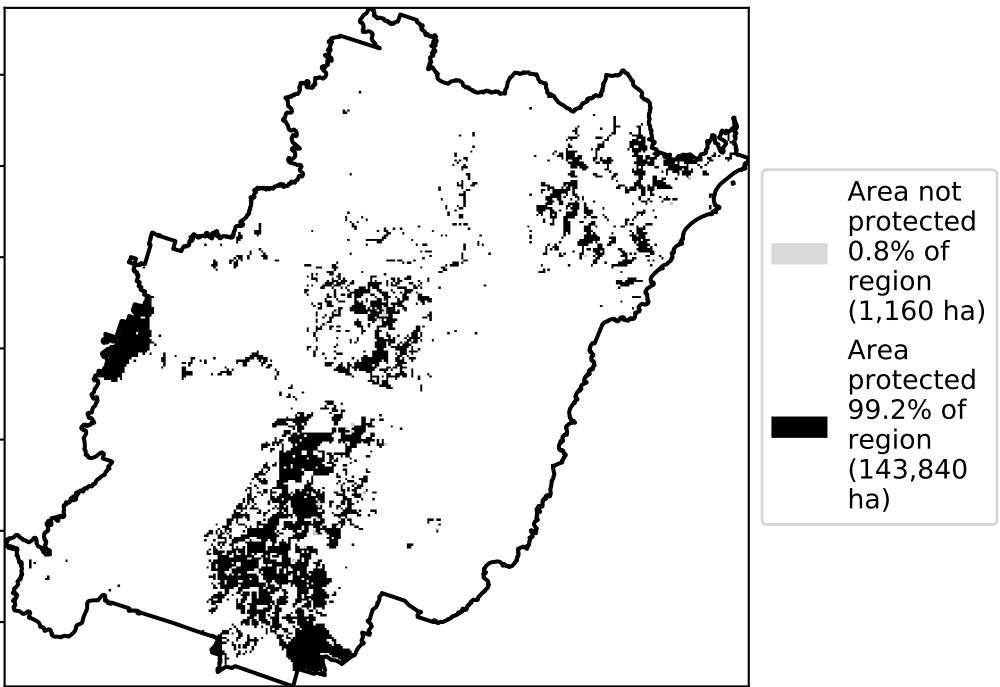 Area not
protected
0.8% of
region
(1,160 ha)
Area
protected
99.2% of
region
(143,840
ha)